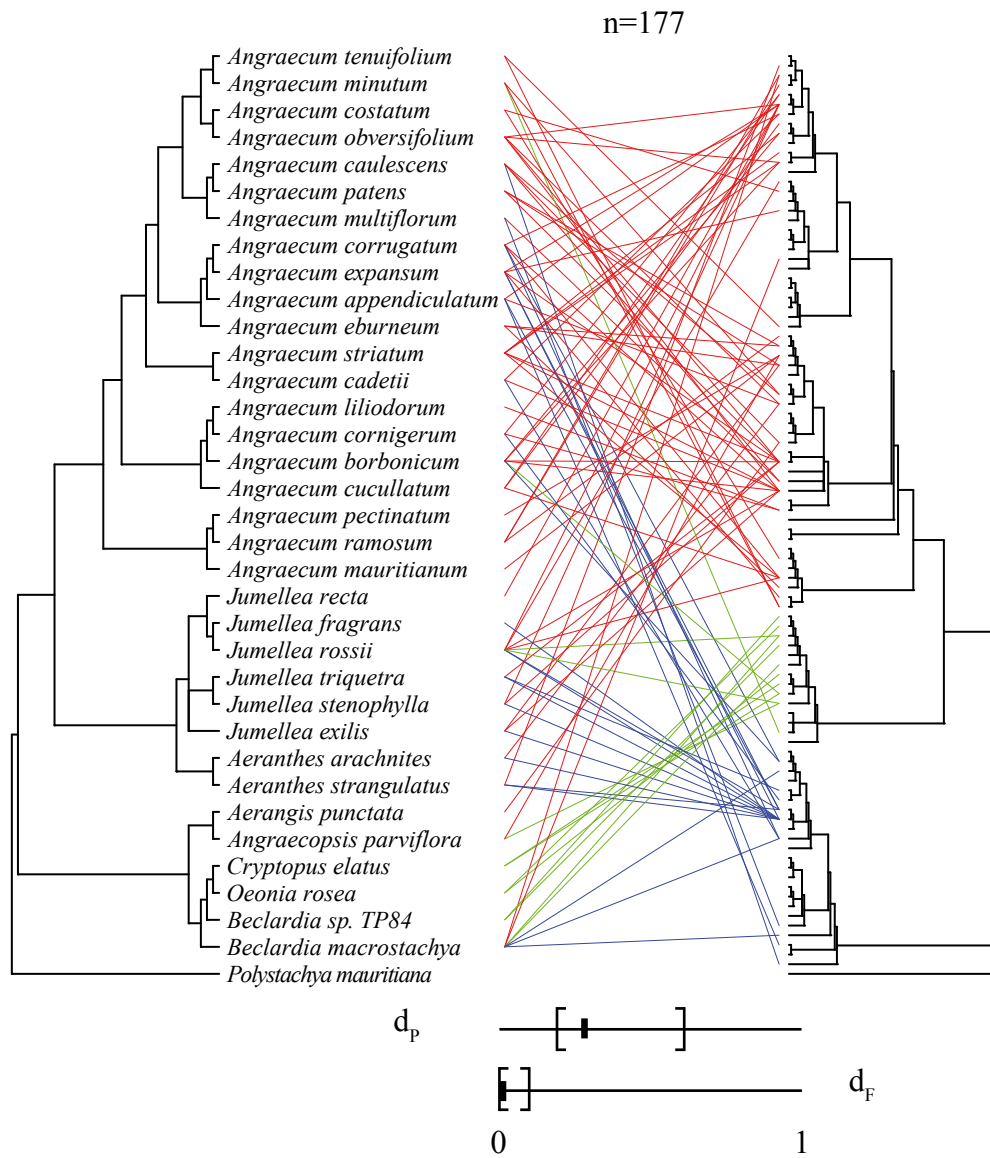 n=177
Angraecum tenuifolium
Angraecum minutum
Angraecum costatum
Angraecum obversifolium
Angraecum caulescens
Angraecum patens
Angraecum multiflorum
Angraecum corrugatum
Angraecum expansum
Angraecum appendiculatum
Angraecum eburneum
Angraecum striatum
Angraecum cadetii
Angraecum liliodorum
Angraecum cornigerum
Angraecum borbonicum
Angraecum cucullatum
Angraecum pectinatum
Angraecum ramosum
Angraecum mauritianum
Jumellea recta
Jumellea fragrans
Jumellea rossii
Jumellea triquetra
Jumellea stenophylla
Jumellea exilis
Aeranthes arachnites
Aeranthes strangulatus
Aerangis punctata
Angraecopsis parviflora
Cryptopus elatus
Oeonia rosea
Beclardia sp. TP84
Beclardia macrostachya
Polystachya mauritiana
dP
dF
0 1